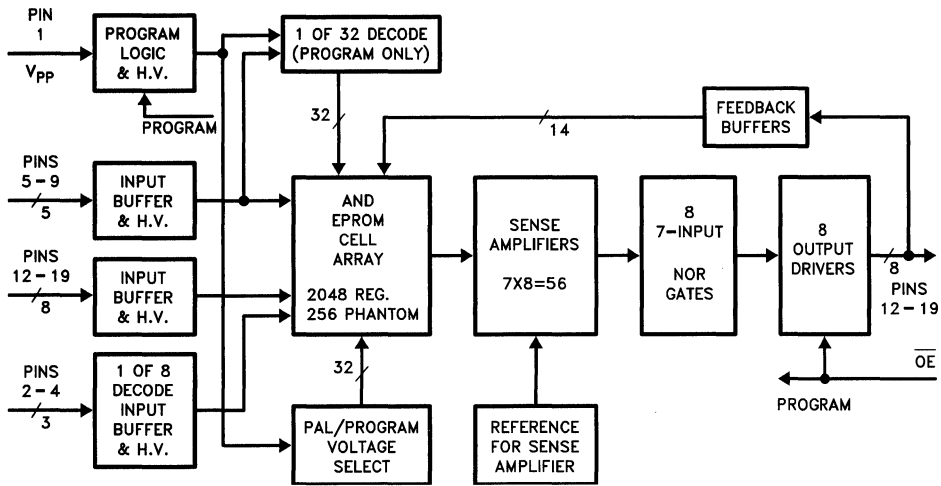 PIN
1
VPP
PROGRAM
LOGIC
& H.V.
PROGRAM
1 OF 32 DECODE
(PROGRAM ONLY)
32
14
FEEDBACK
BUFFERS
PINS
5-9
5
INPUT
BUFFER
& H.V.
PINS
12-19
8
INPUT
BUFFER
& H.V.
PINS
2-4
3
1 OF 8
DECODE
INPUT
BUFFER
& H.V.
AND
EPROM
CELL
ARRAY
2048 REG.
256 PHANTOM
32
PAL/PROGRAM
VOLTAGE
SELECT
SENSE
AMPLIFIERS
7X8=56
REFERENCE
FOR SENSE
AMPLIFIER
8
7-INPUT
NOR
GATES
8
OUTPUT
DRIVERS
8
PINS
12-19
OE
PROGRAM